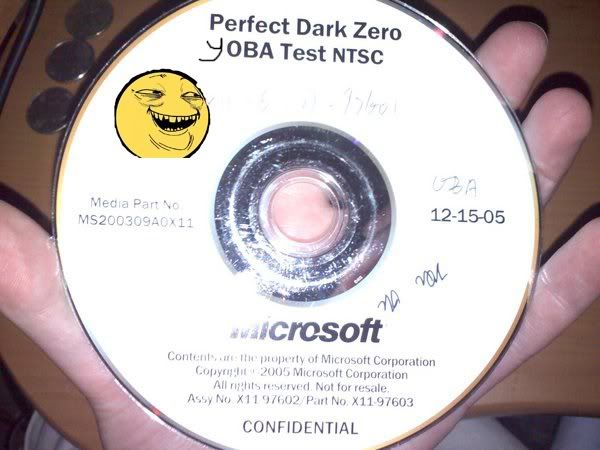 Perfect Dark Zero
yOBA Test NTSC
Media Part No
MS200309A0X11
OBA
12-15-05
Microsoft
Contents are the property of Microsoft Corporation
Copyright 2005 Microsoft Corporation
All rights reserved. Not for resale.
Assy No. X11-97602/Part No. X11-97603
CONFIDENTIAL